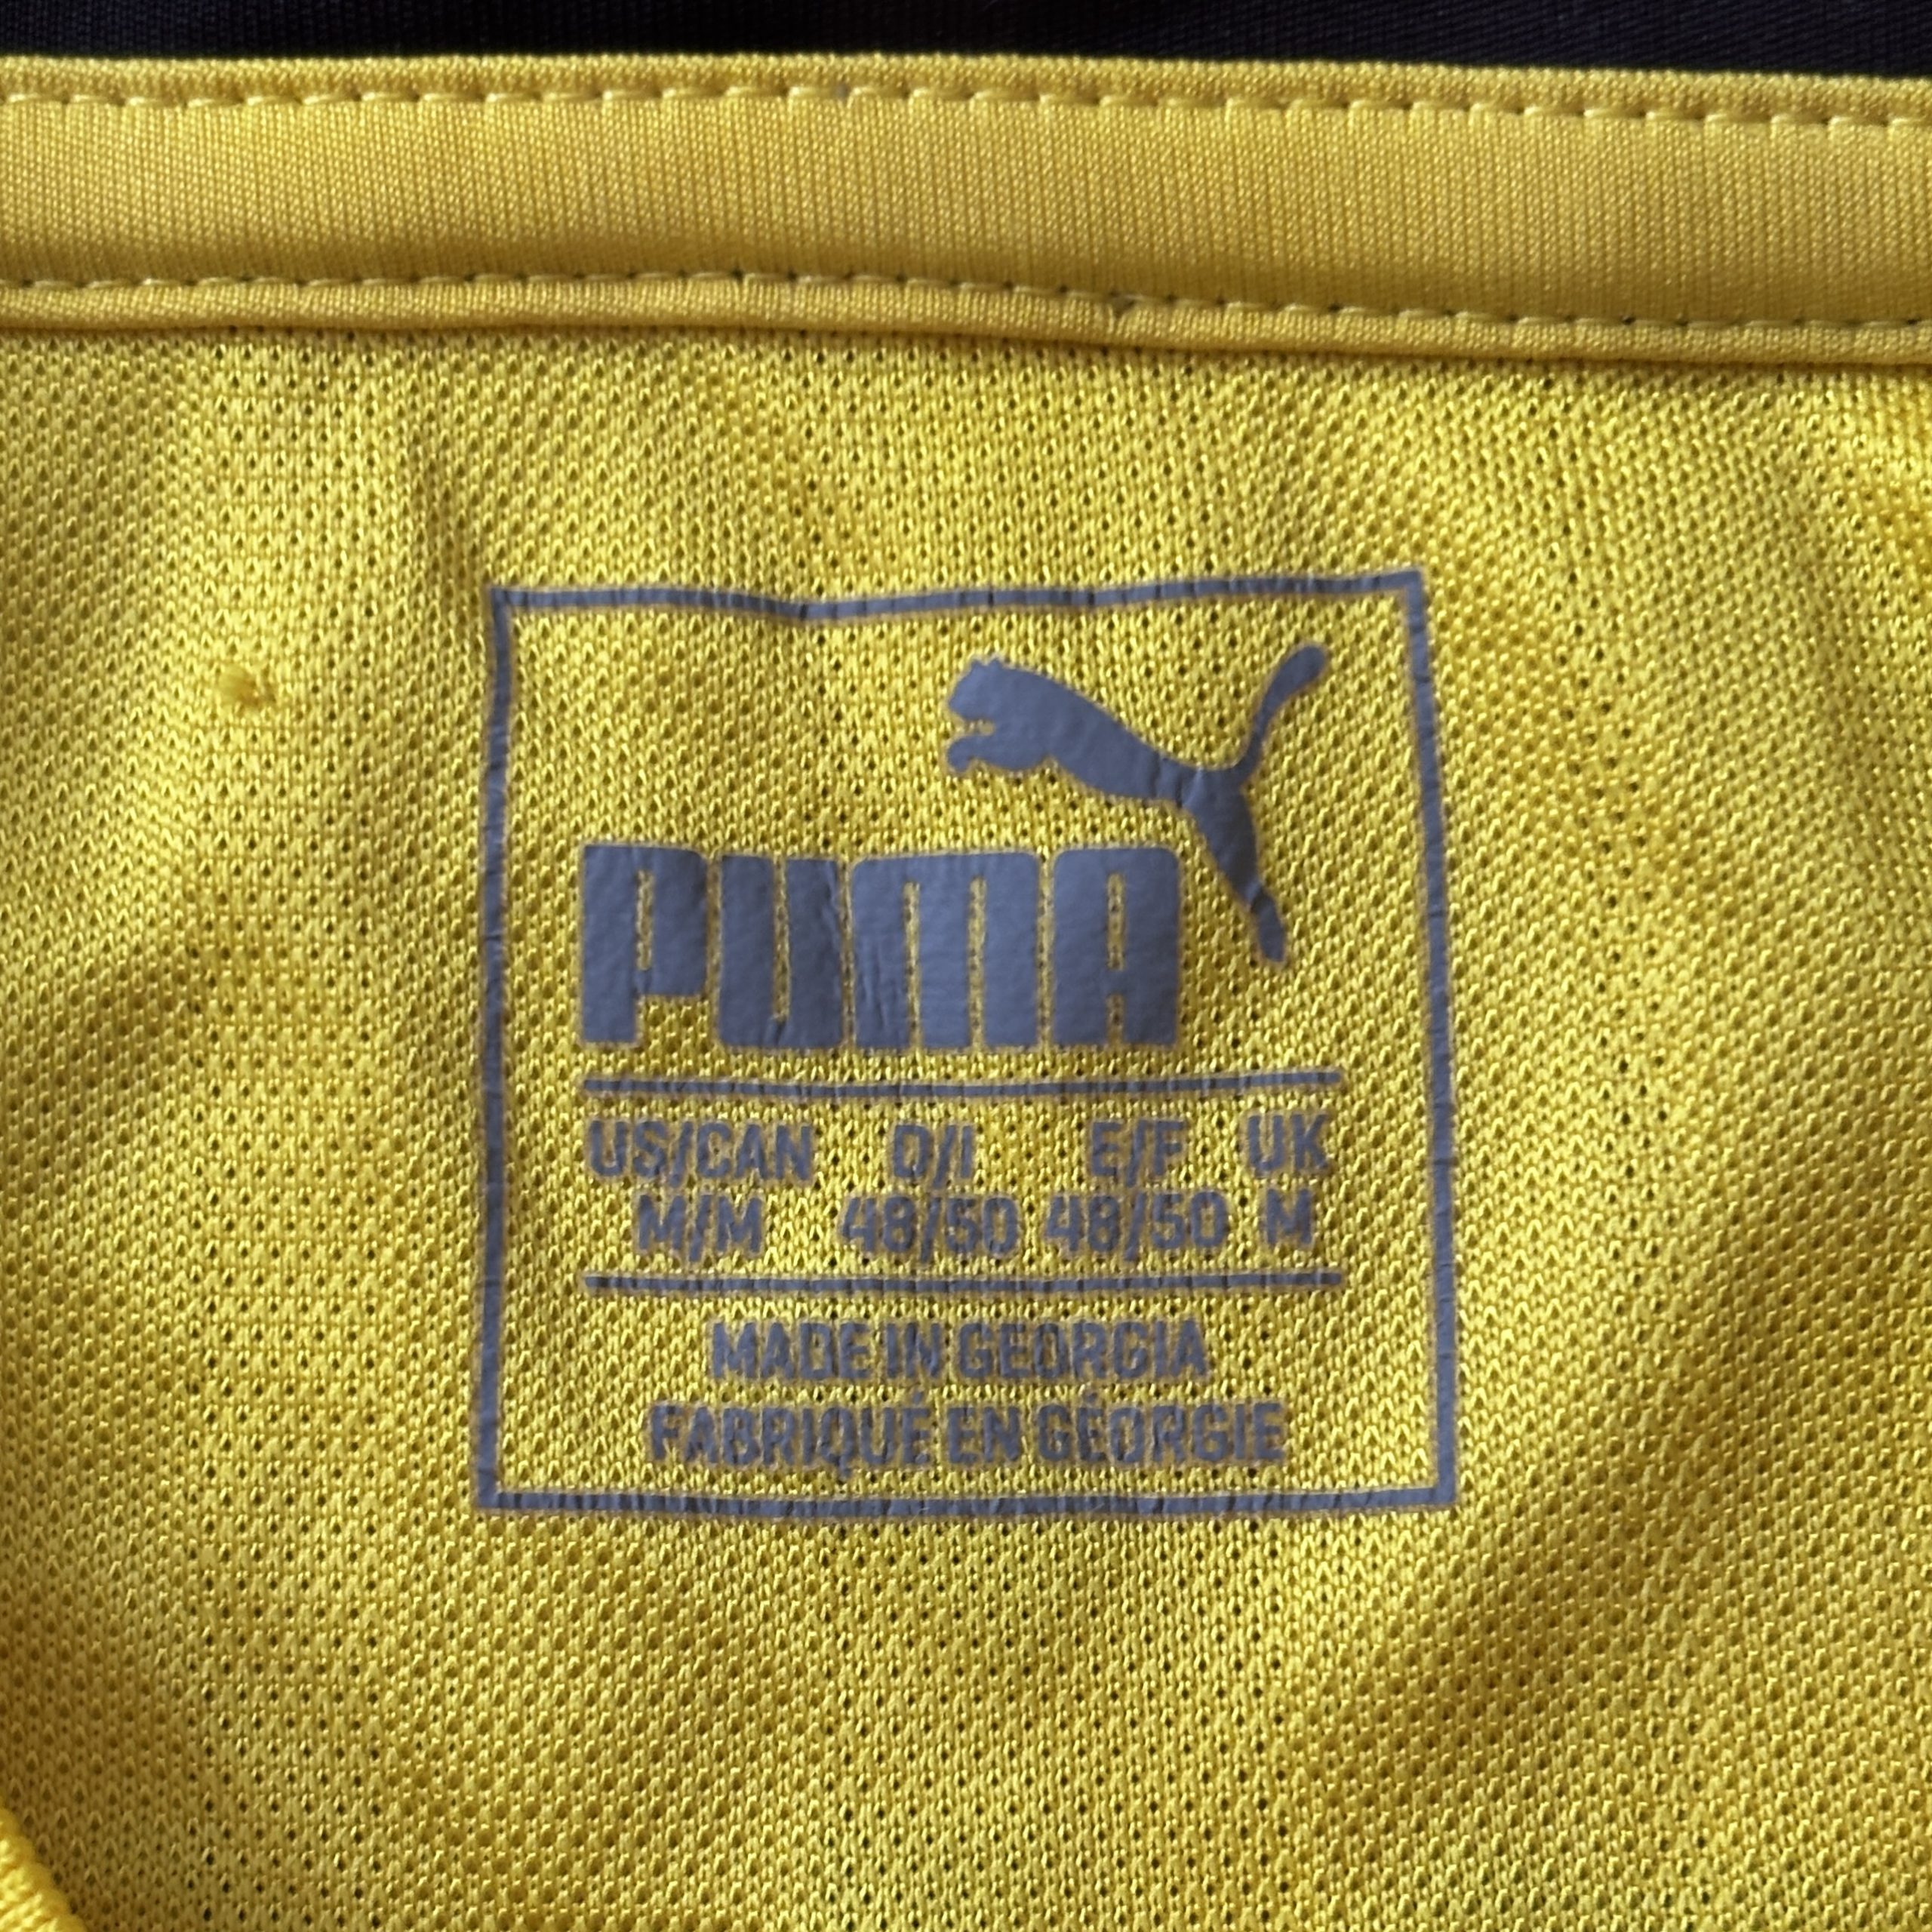 PUMA
US/CAN D/I E/F UK
M/M 48/50 48/50 M
MADE IN GEORGIA
FABRIQUÉ EN GÉORGIE